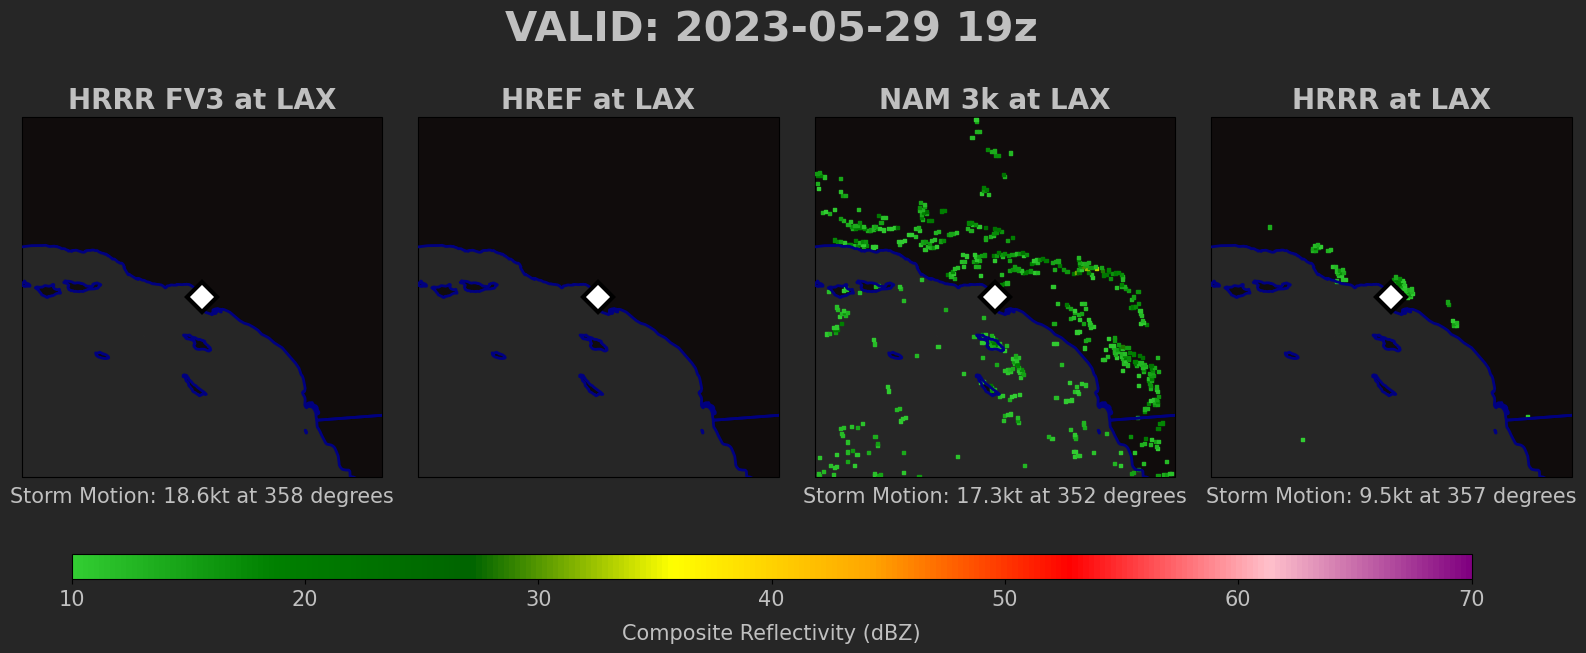 VALID: 2023-05-29 19z
HRRR FV3 at LAX
HREF at LAX
NAM 3k at LAX
HRRR at LAX
Storm Motion: 18.6kt at 358 degrees
Storm Motion: 17.3kt at 352 degrees
Storm Motion: 9.5kt at 357 degrees
10 20 30 40 50 60 70
Composite Reflectivity (dBZ)